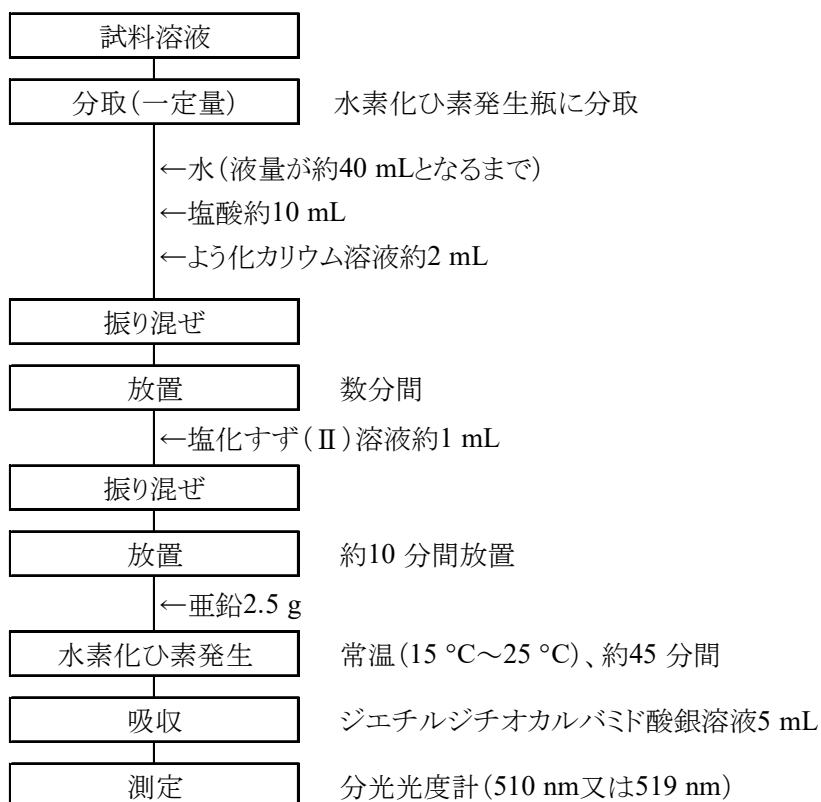 試料溶液
分取(一定量) 水素化ひ素発生瓶に分取
←水(液量が約40 mLとなるまで)
←塩酸約10 mL
←よう化カリウム溶液約2 mL
振り混ぜ
放置 数分間
←塩化すず(Ⅱ)溶液約1 mL
振り混ぜ
放置 約10 分間放置
←亜鉛2.5 g
水素化ひ素発生 常温(15 °C～25 °C)、約45 分間
吸収 ジエチルジチオカルバミド酸銀溶液5 mL
測定 分光光度計(510 nm又は519 nm)